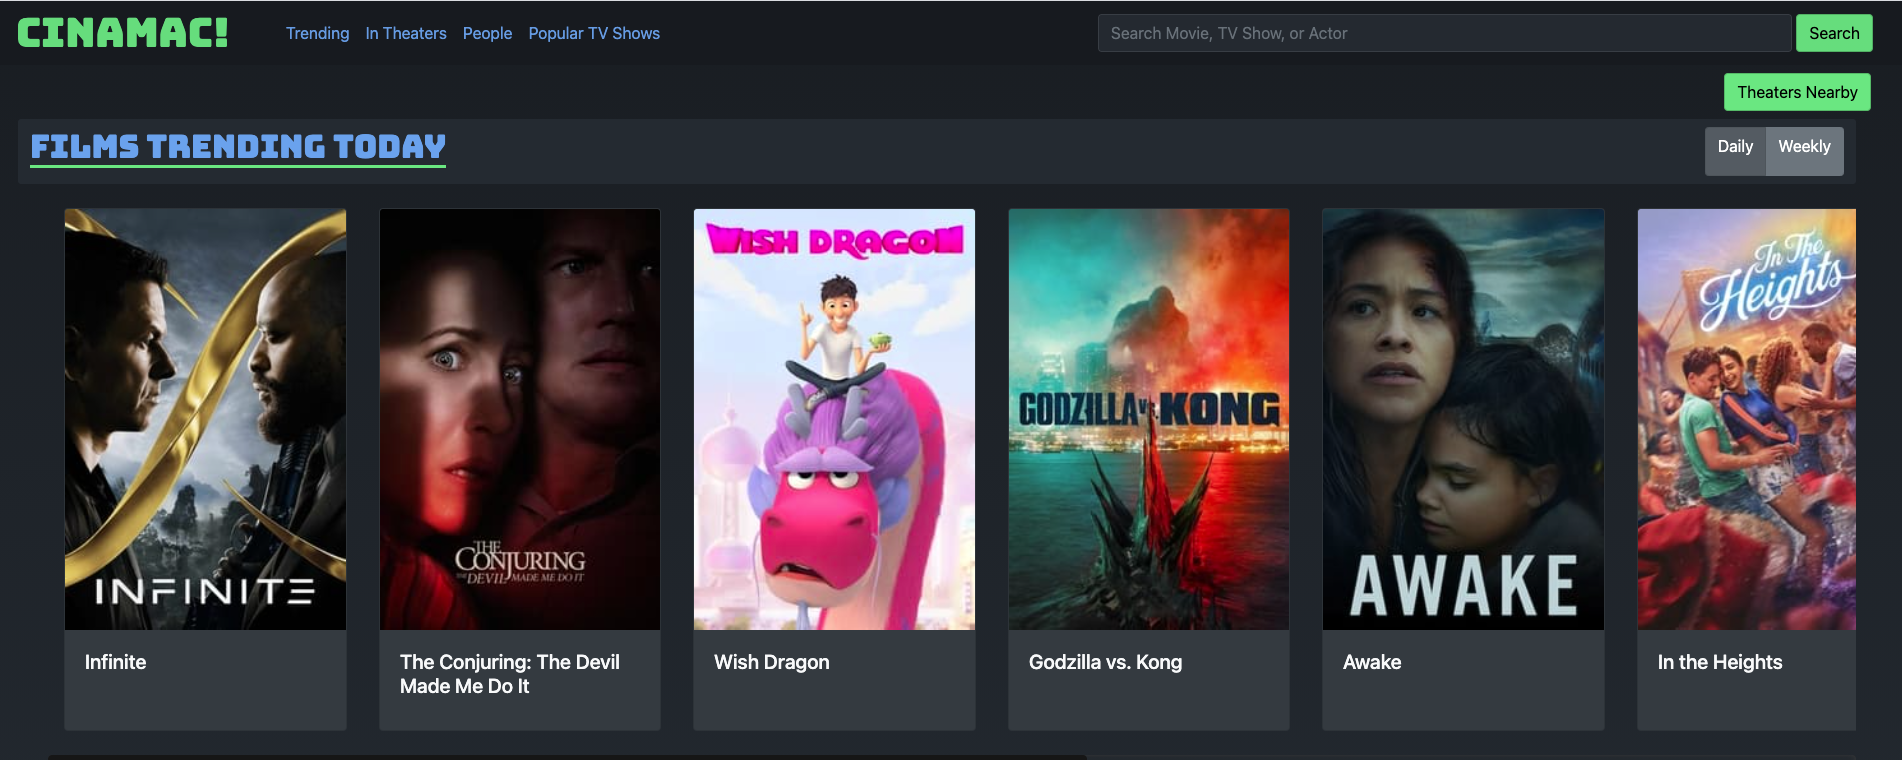 CINAMAC!
Trending In Theaters People Popular TV Shows
Search Movie, TV Show, or Actor
Search
Theaters Nearby
FILMS TRENDING TODAY
Daily Weekly
INFINITE
THE
CONJURING
THE DEVIL MADE ME DO IT
WISH DRAGON
GODZILLA VS. KONG
AWAKE
In The
Heights
Infinite
The Conjuring: The Devil
Made Me Do It
Wish Dragon
Godzilla vs. Kong
Awake
In the Heights